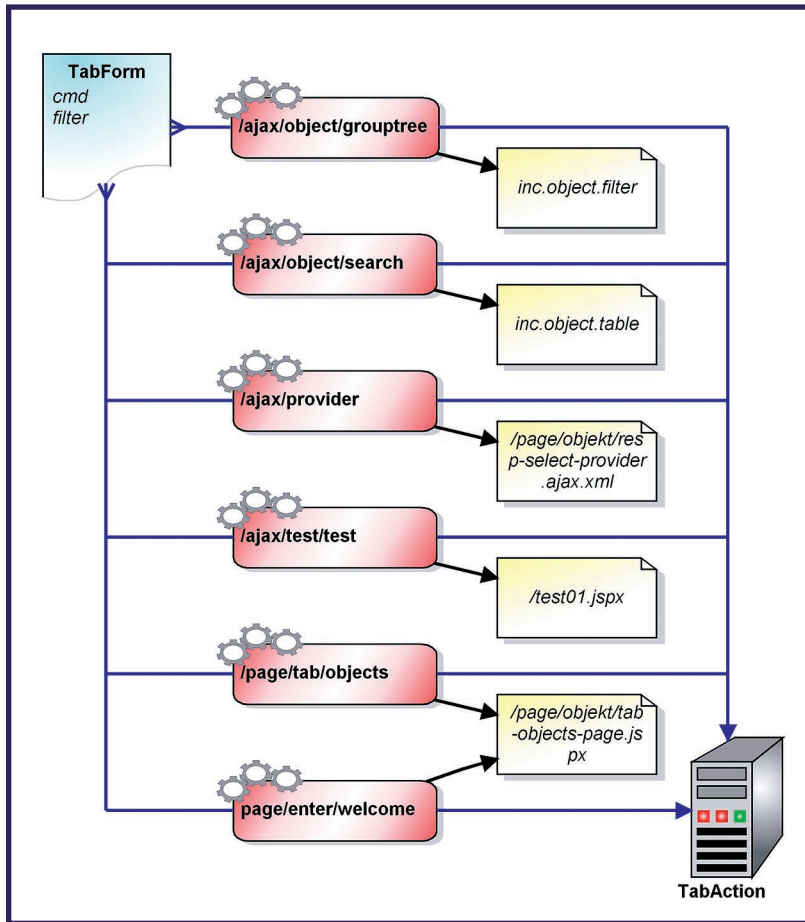 TabForm
cmd
filter
/ajax/object/grouptree
inc.object.filter
/ajax/object/search
inc.object.table
/ajax/provider
/page/objekt/res
p-select-provider
.ajax.xml
/ajax/test/test
/test01.jspx
/page/tab/objects
/page/objekt/tab
-objects-page.js
px
page/enter/welcome
TabAction